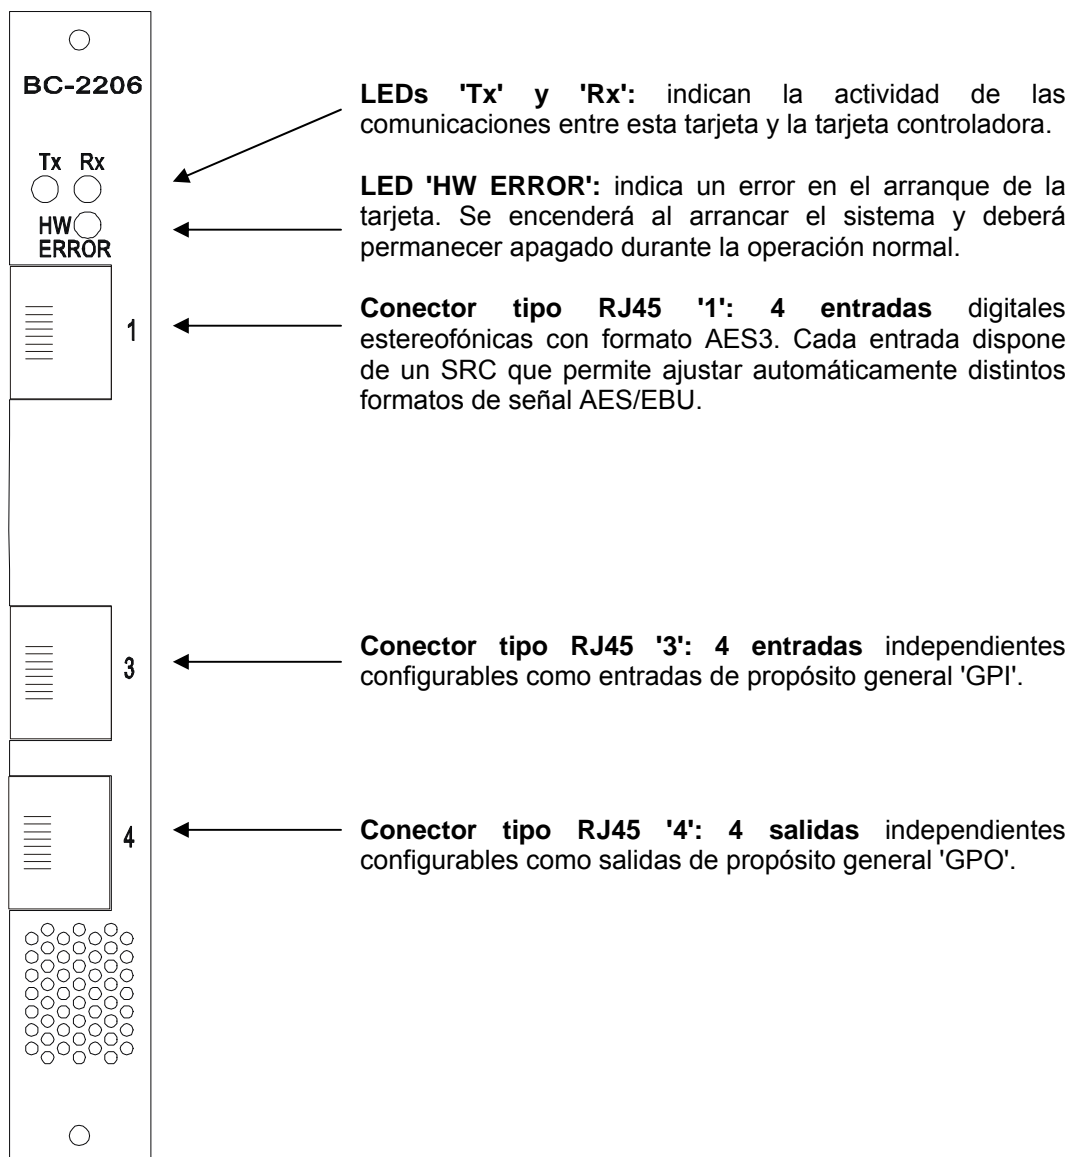 BC-2206
Tx Rx
HW
ERROR
LEDs 'Tx' y 'Rx': indican la actividad de las
comunicaciones entre esta tarjeta y la tarjeta controladora.
LED 'HW ERROR': indica un error en el arranque de la
tarjeta. Se encenderá al arrancar el sistema y deberá
permanecer apagado durante la operación normal.
1
Conector tipo RJ45 '1': 4 entradas digitales
estereofónicas con formato AES3. Cada entrada dispone
de un SRC que permite ajustar automáticamente distintos
formatos de señal AES/EBU.
3
Conector tipo RJ45 '3': 4 entradas independientes
configurables como entradas de propósito general 'GPI'.
4
Conector tipo RJ45 '4': 4 salidas independientes
configurables como salidas de propósito general 'GPO'.